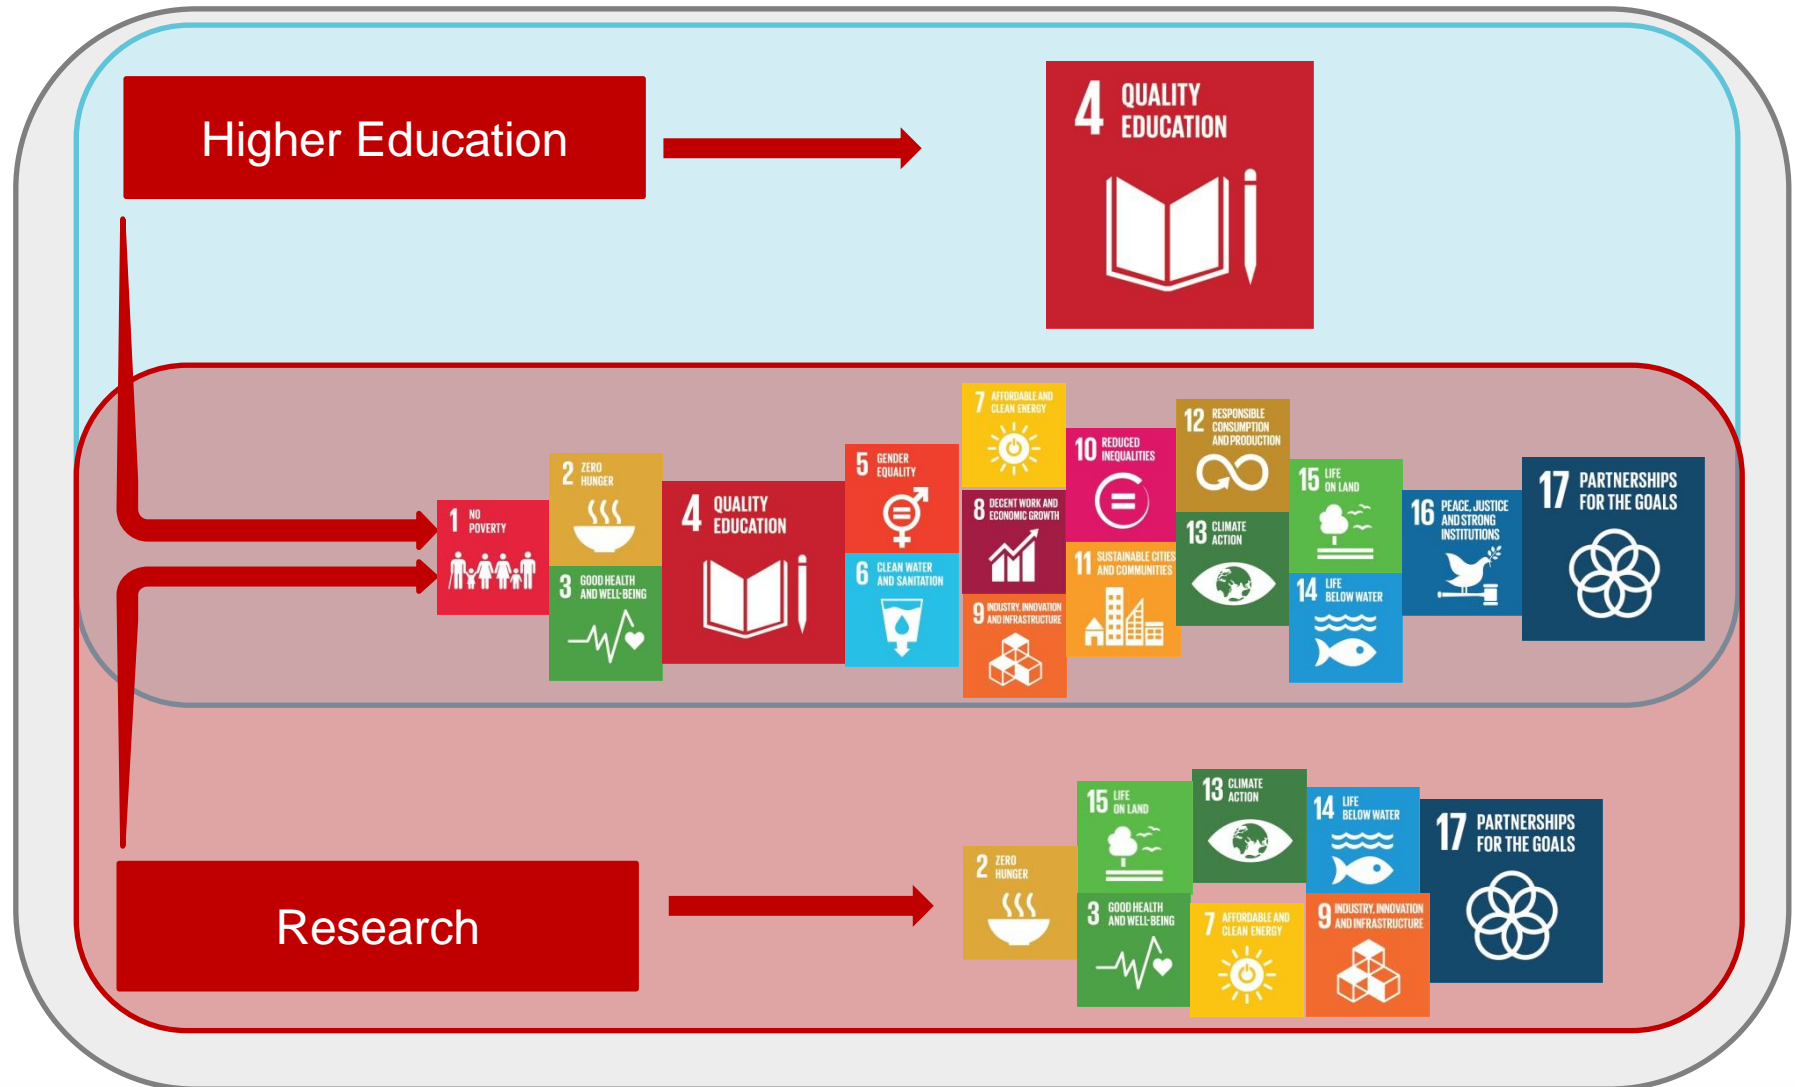 Higher Education
4 QUALITY
EDUCATION
7 AFFORDABLE AND
CLEAN ENERGY
12 RESPONSIBLE
CONSUMPTION
AND PRODUCTION
10 REDUCED
INEQUALITIES
5 GENDER
EQUALITY
2 ZERO
HUNGER
15 LIFE
ON LAND
17 PARTNERSHIPS
FOR THE GOALS
4 QUALITY
EDUCATION
8 DECENT WORK AND
ECONOMIC GROWTH
16 PEACE, JUSTICE
AND STRONG
INSTITUTIONS
1 NO
POVERTY
13 CLIMATE
ACTION
11 SUSTAINABLE CITIES
AND COMMUNITIES
6 CLEAN WATER
AND SANITATION
3 GOOD HEALTH
AND WELL-BEING
14 LIFE
BELOW WATER
9 INDUSTRY, INNOVATION
AND INFRASTRUCTURE
13 CLIMATE
ACTION
15 LIFE
ON LAND
14 LIFE
BELOW WATER
17 PARTNERSHIPS
FOR THE GOALS
2 ZERO
HUNGER
3 GOOD HEALTH
AND WELL-BEING
7 AFFORDABLE AND
CLEAN ENERGY
9 INDUSTRY, INNOVATION
AND INFRASTRUCTURE
Research